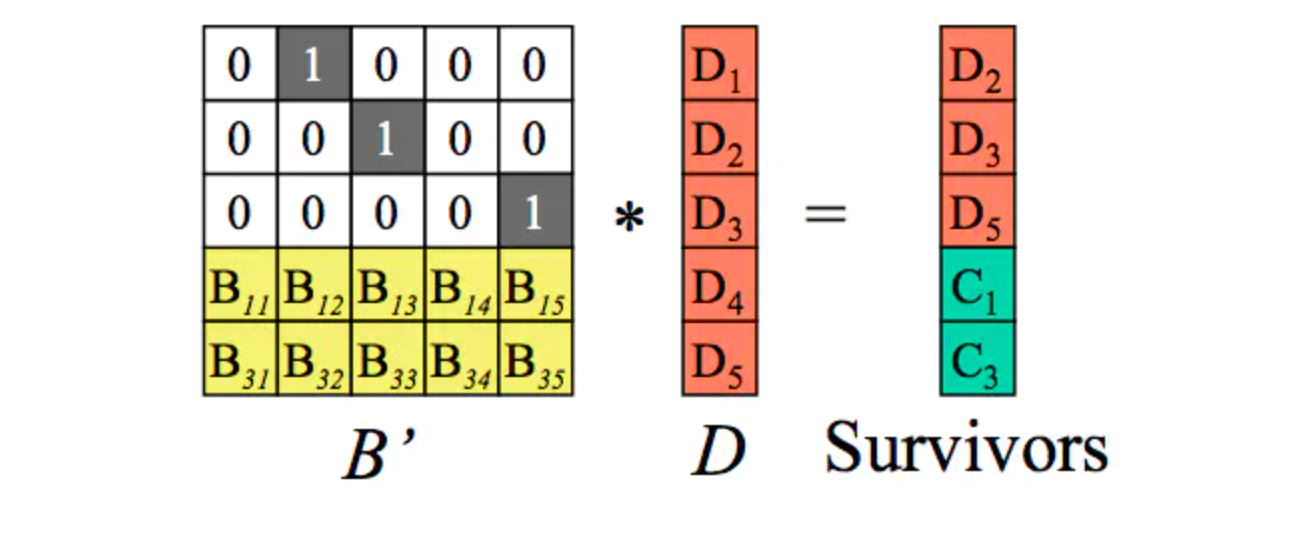 0 1 0 0 0 D1 D2
0 0 1 0 0 D2 D3
0 0 0 0 1 * D3 = D5
B11 B12 B13 B14 B15 D4 C1
B31 B32 B33 B34 B35 D5 C3
B’ D Survivors